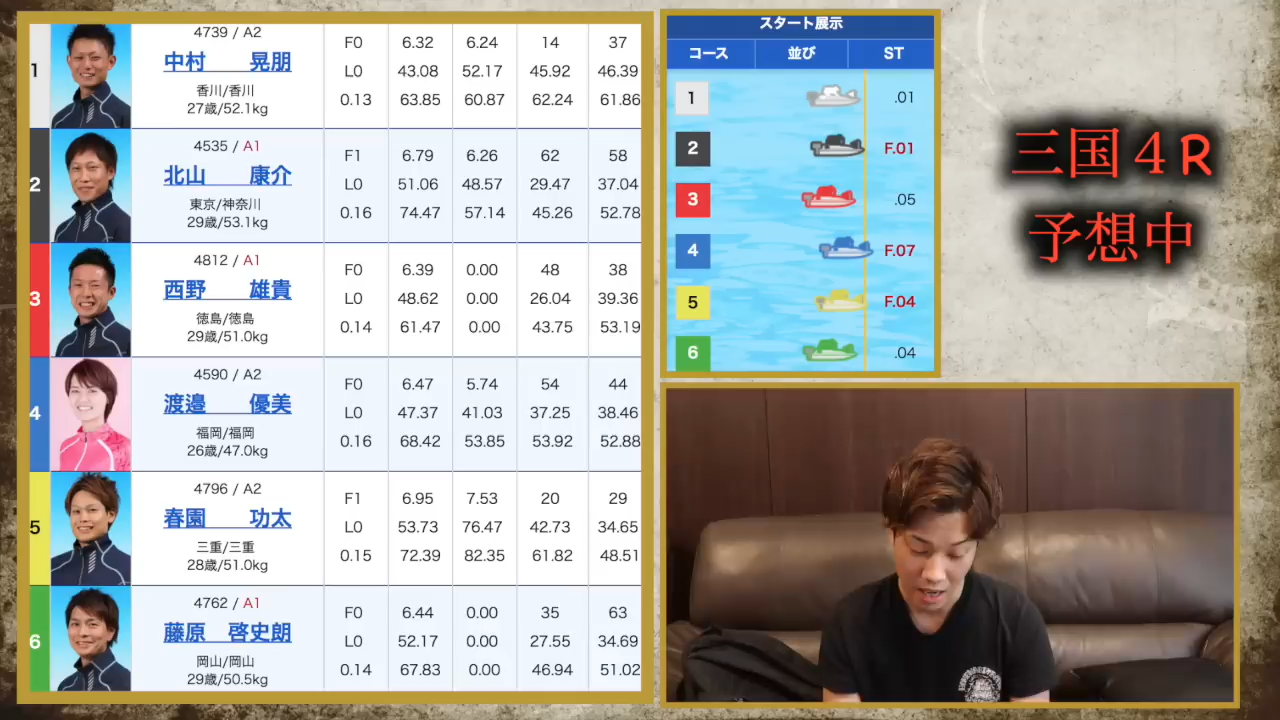 1
4739 / A2
中村 晃朋
香川/香川
27歳/52.1kg
F0 6.32 6.24 14 37
L0 43.08 52.17 45.92 46.39
0.13 63.85 60.87 62.24 61.86
2
4535 / A1
北山 康介
東京/神奈川
29歳/53.1kg
F1 6.79 6.26 62 58
L0 51.06 48.57 29.47 37.04
0.16 74.47 57.14 45.26 52.78
3
4812 / A1
西野 雄貴
徳島/徳島
29歳/51.0kg
F0 6.39 0.00 48 38
L0 48.62 0.00 26.04 39.36
0.14 61.47 0.00 43.75 53.19
4
4590 / A2
渡邉 優美
福岡/福岡
26歳/47.0kg
F0 6.47 5.74 54 44
L0 47.37 41.03 37.25 38.46
0.16 68.42 53.85 53.92 52.88
5
4796 / A2
春園 功太
三重/三重
28歳/51.0kg
F1 6.95 7.53 20 29
L0 53.73 76.47 42.73 34.65
0.15 72.39 82.35 61.82 48.51
6
4762 / A1
藤原 啓史朗
岡山/岡山
29歳/50.5kg
F0 6.44 0.00 35 63
L0 52.17 0.00 27.55 34.69
0.14 67.83 0.00 46.94 51.02
スタート展示
コース 並び ST
1 .01
2 F.01
3 .05
4 F.07
5 F.04
6 .04
三国4R
予想中